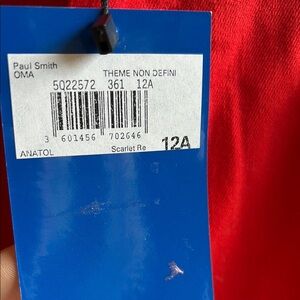 Paul Smith
OMA THEME NON DEFINI
5Q22572 361 12A
3 601456 702646
ANATOL Scarlet Re 12A